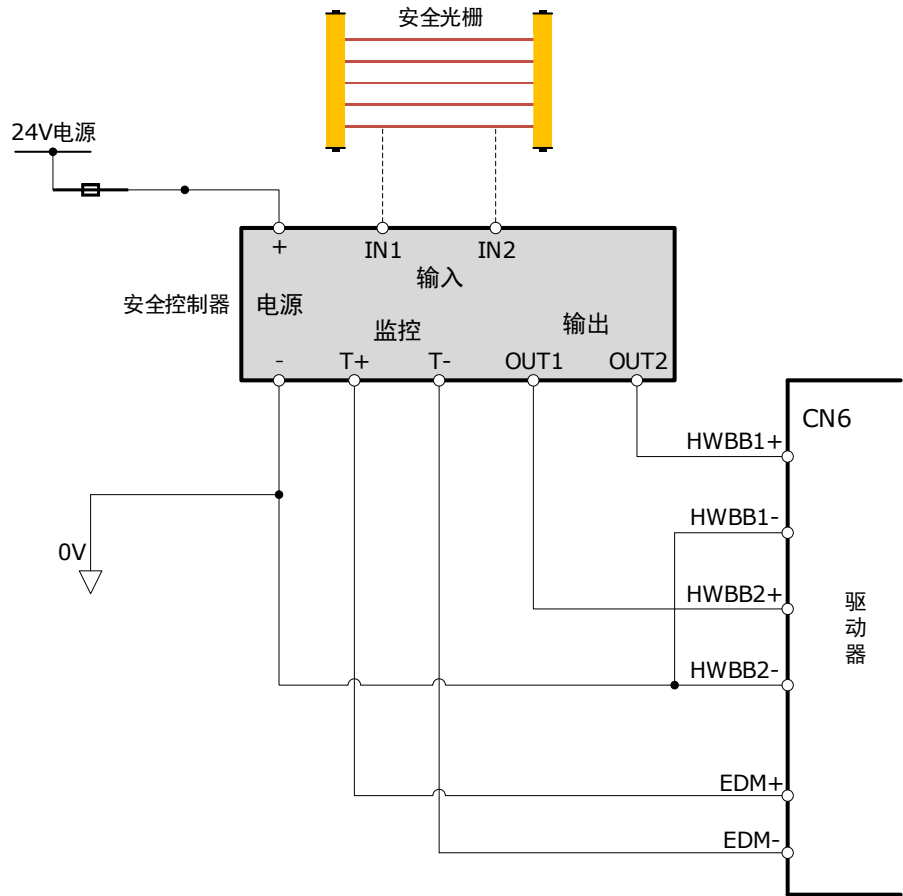 安全光栅
24V电源
+
IN1
IN2
输入
安全控制器
电源
监控
输出
-
T+
T-
OUT1
OUT2
CN6
HWBB1+
HWBB1-
0V
HWBB2+
驱动器
HWBB2-
EDM+
EDM-